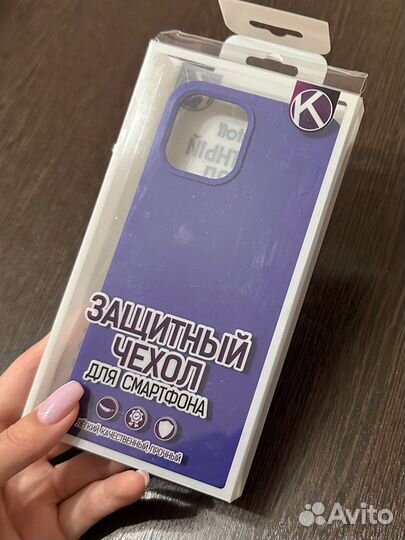 K
ЗАЩИТНЫЙ
ЧЕХОЛ
ДЛЯ СМАРТФОНА
ЛЕГКИЙ, КАЧЕСТВЕННЫЙ, ПРОЧНЫЙ
Avito